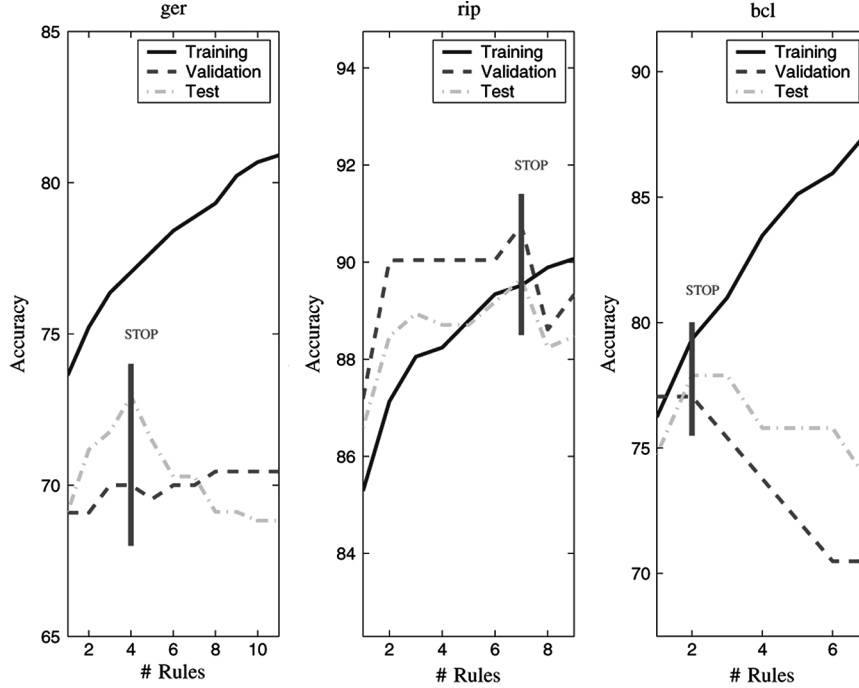 ger
85
80
75
70
65
Accuracy
2 4 6 8 10
# Rules
Training
Validation
Test
STOP
rip
94
92
90
88
86
84
Accuracy
2 4 6 8
# Rules
Training
Validation
Test
STOP
bcl
90
85
80
75
70
Accuracy
2 4 6
# Rules
Training
Validation
Test
STOP